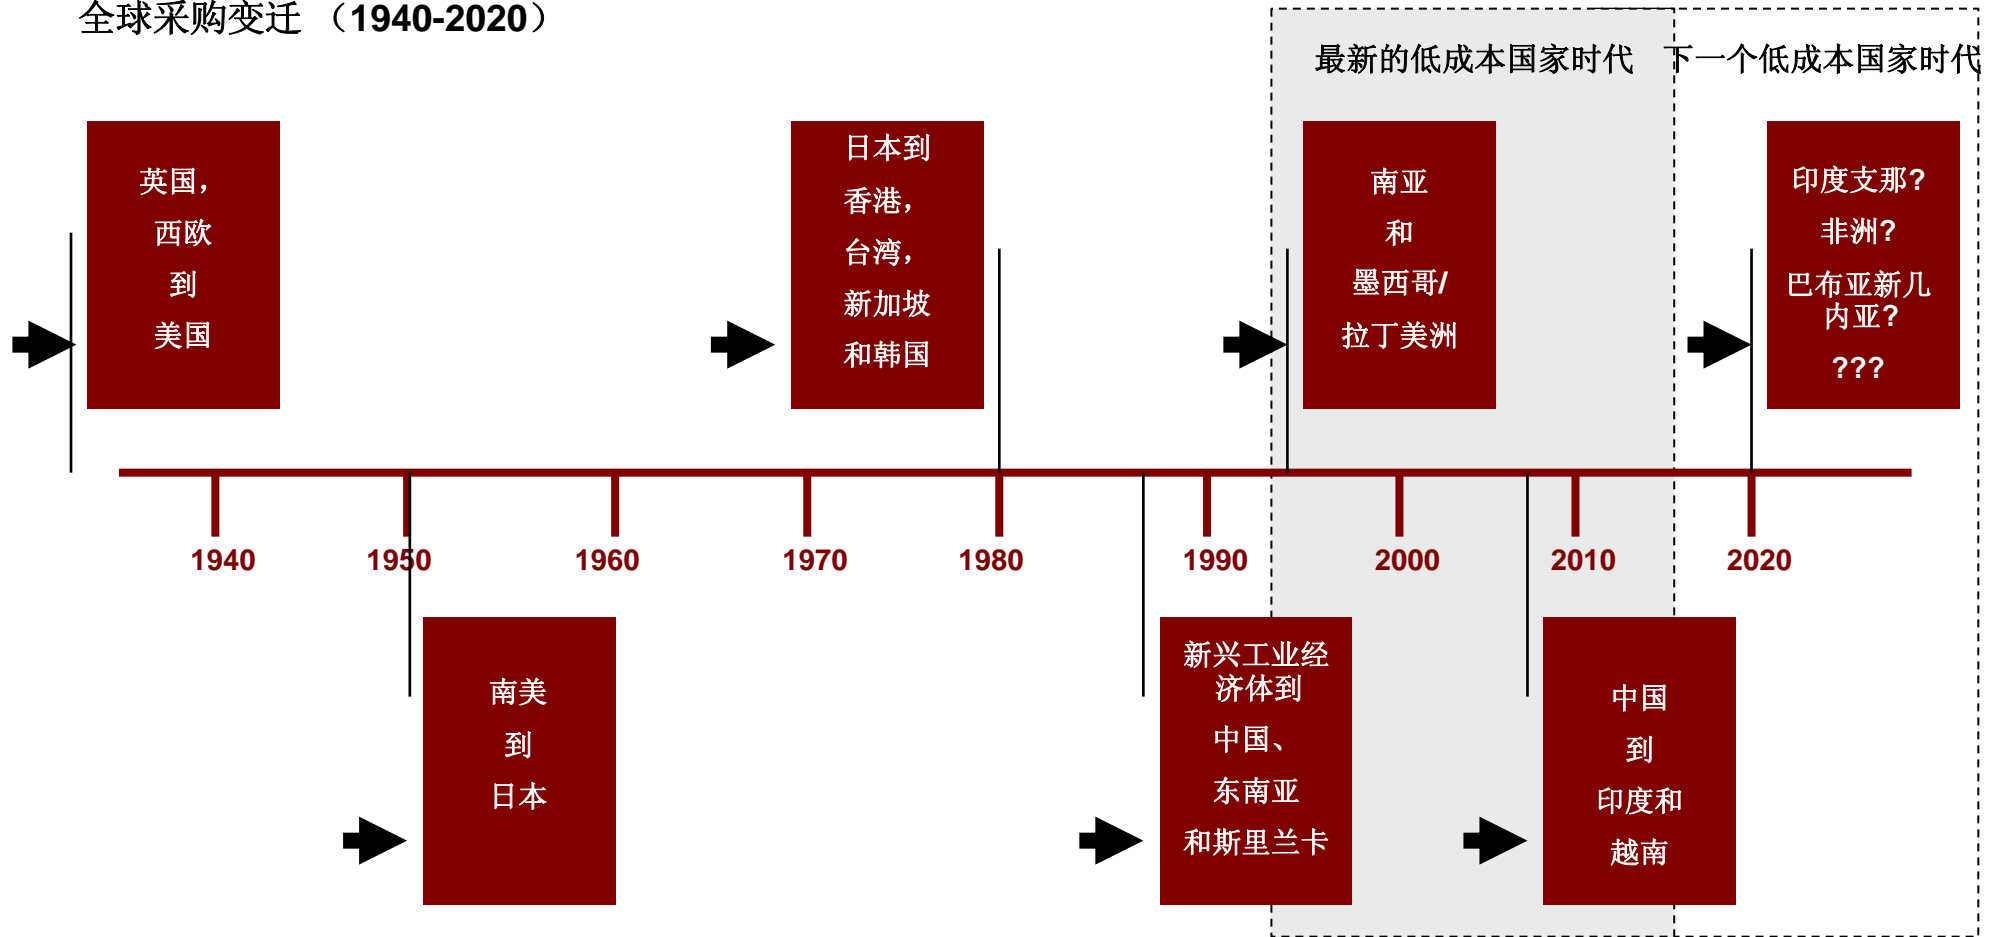 全球采购变迁 （1940-2020）
最新的低成本国家时代
下一个低成本国家时代
英国，
西欧
到
美国
日本到
香港，
台湾，
新加坡
和韩国
南亚
和
墨西哥/
拉丁美洲
印度支那?
非洲?
巴布亚新几
内亚?
???
1940
1950
1960
1970
1980
1990
2000
2010
2020
南美
到
日本
新兴工业经
济体到
中国、
东南亚
和斯里兰卡
中国
到
印度和
越南